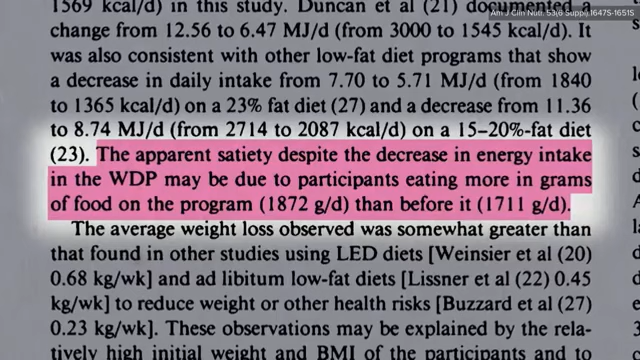 Am J Clin Nutr. 53(6 Suppl):1647S-1651S
1569 kcal/d) in this study. Duncan et al (21) documented a
change from 12.56 to 6.47 MJ/d (from 3000 to 1545 kcal/d). It
was also consistent with other low-fat diet programs that show
a decrease in daily intake from 7.70 to 5.71 MJ/d (from 1840
to 1365 kcal/d) on a 23% fat diet (27) and a decrease from 11.36
to 8.74 MJ/d (from 2714 to 2087 kcal/d) on a 15–20%-fat diet
(23). The apparent satiety despite the decrease in energy intake
in the WDP may be due to participants eating more in grams
of food on the program (1872 g/d) than before it (1711 g/d).
The average weight loss observed was somewhat greater than
that found in other studies using LED diets [Weinsier et al (20)
0.68 kg/wk] and ad libitum low-fat diets [Lissner et al (22) 0.45
kg/wk] to reduce weight or other health risks [Buzzard et al (27)
0.23 kg/wk]. These observations may be explained by the rela-
tively high initial weight and BMI of the participants and to